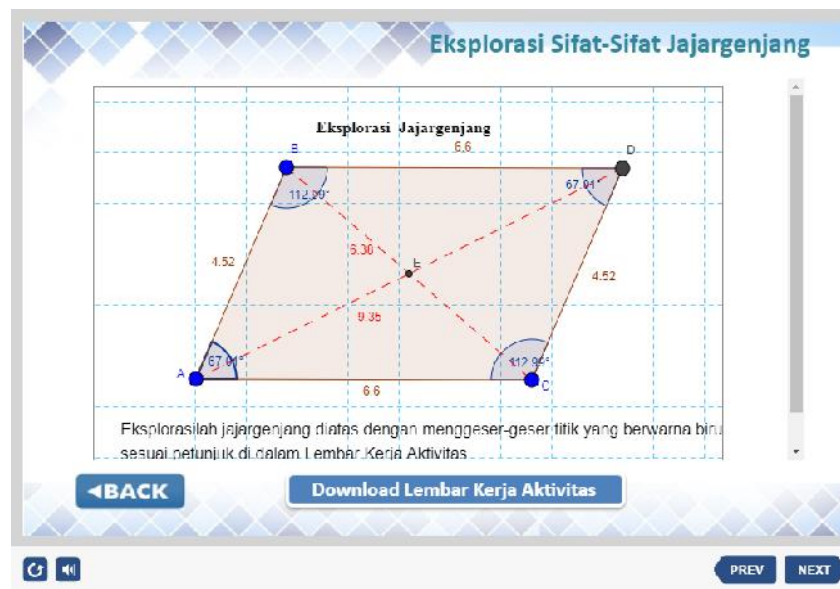 Eksplorasi Sifat-Sifat Jajargenjang
Eksplorasi Jajargenjang
B
6.6
D
112.99°
67.01°
4.52
6.38
E
4.52
9.35
A
67.01°
112.99°
C
6.6
Eksplorasilah jajargenjang diatas dengan menggeser-geser titik yang berwarna biru
sesuai petunjuk di dalam Lembar Kerja Aktivitas
BACK
Download Lembar Kerja Aktivitas
PREV
NEXT